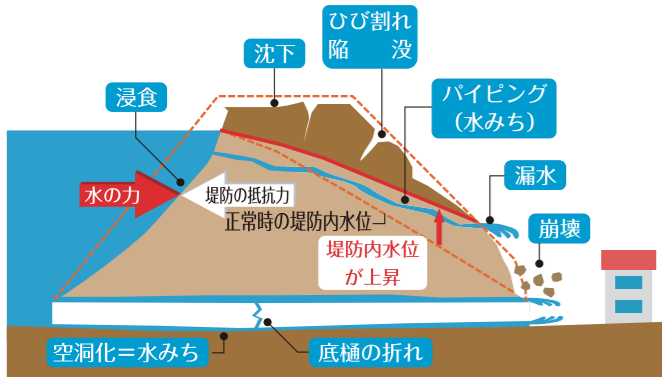 ひび割れ
陥　没
沈下
パイピング
（水みち）
浸食
漏水
水の力
堤防の抵抗力
正常時の堤防内水位
崩壊
堤防内水位
が上昇
空洞化＝水みち
底樋の折れ